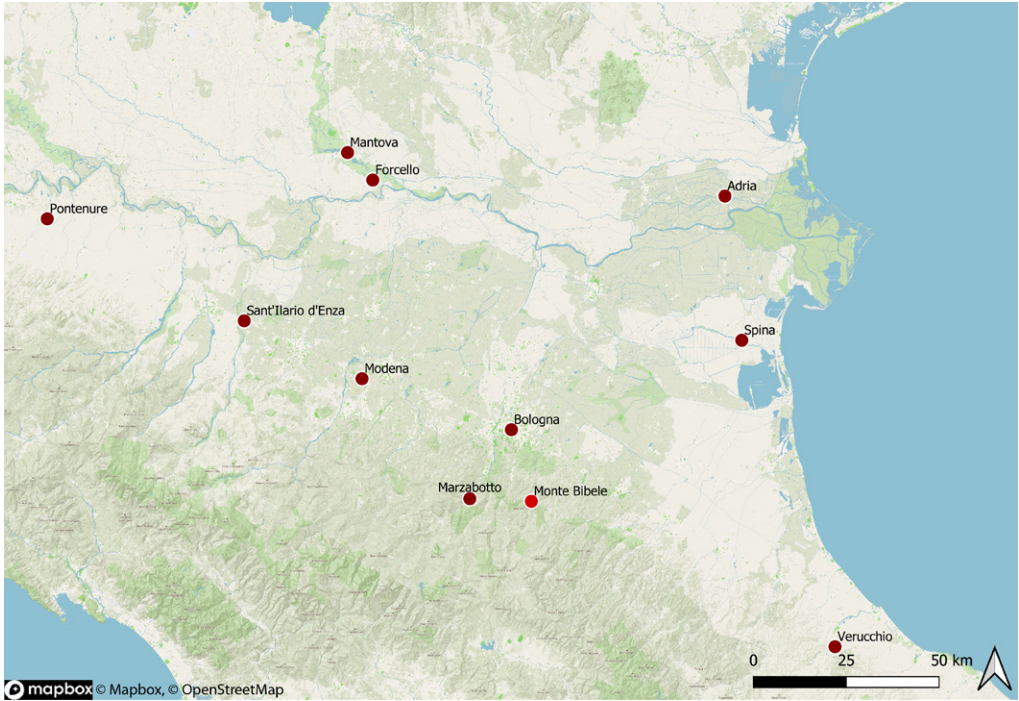 Mantova
Forcello
Adria
Pontenure
Sant'Ilario d'Enza
Spina
Modena
Bologna
Marzabotto
Monte Bibele
Verucchio
0 25 50 km
mapbox © Mapbox, © OpenStreetMap